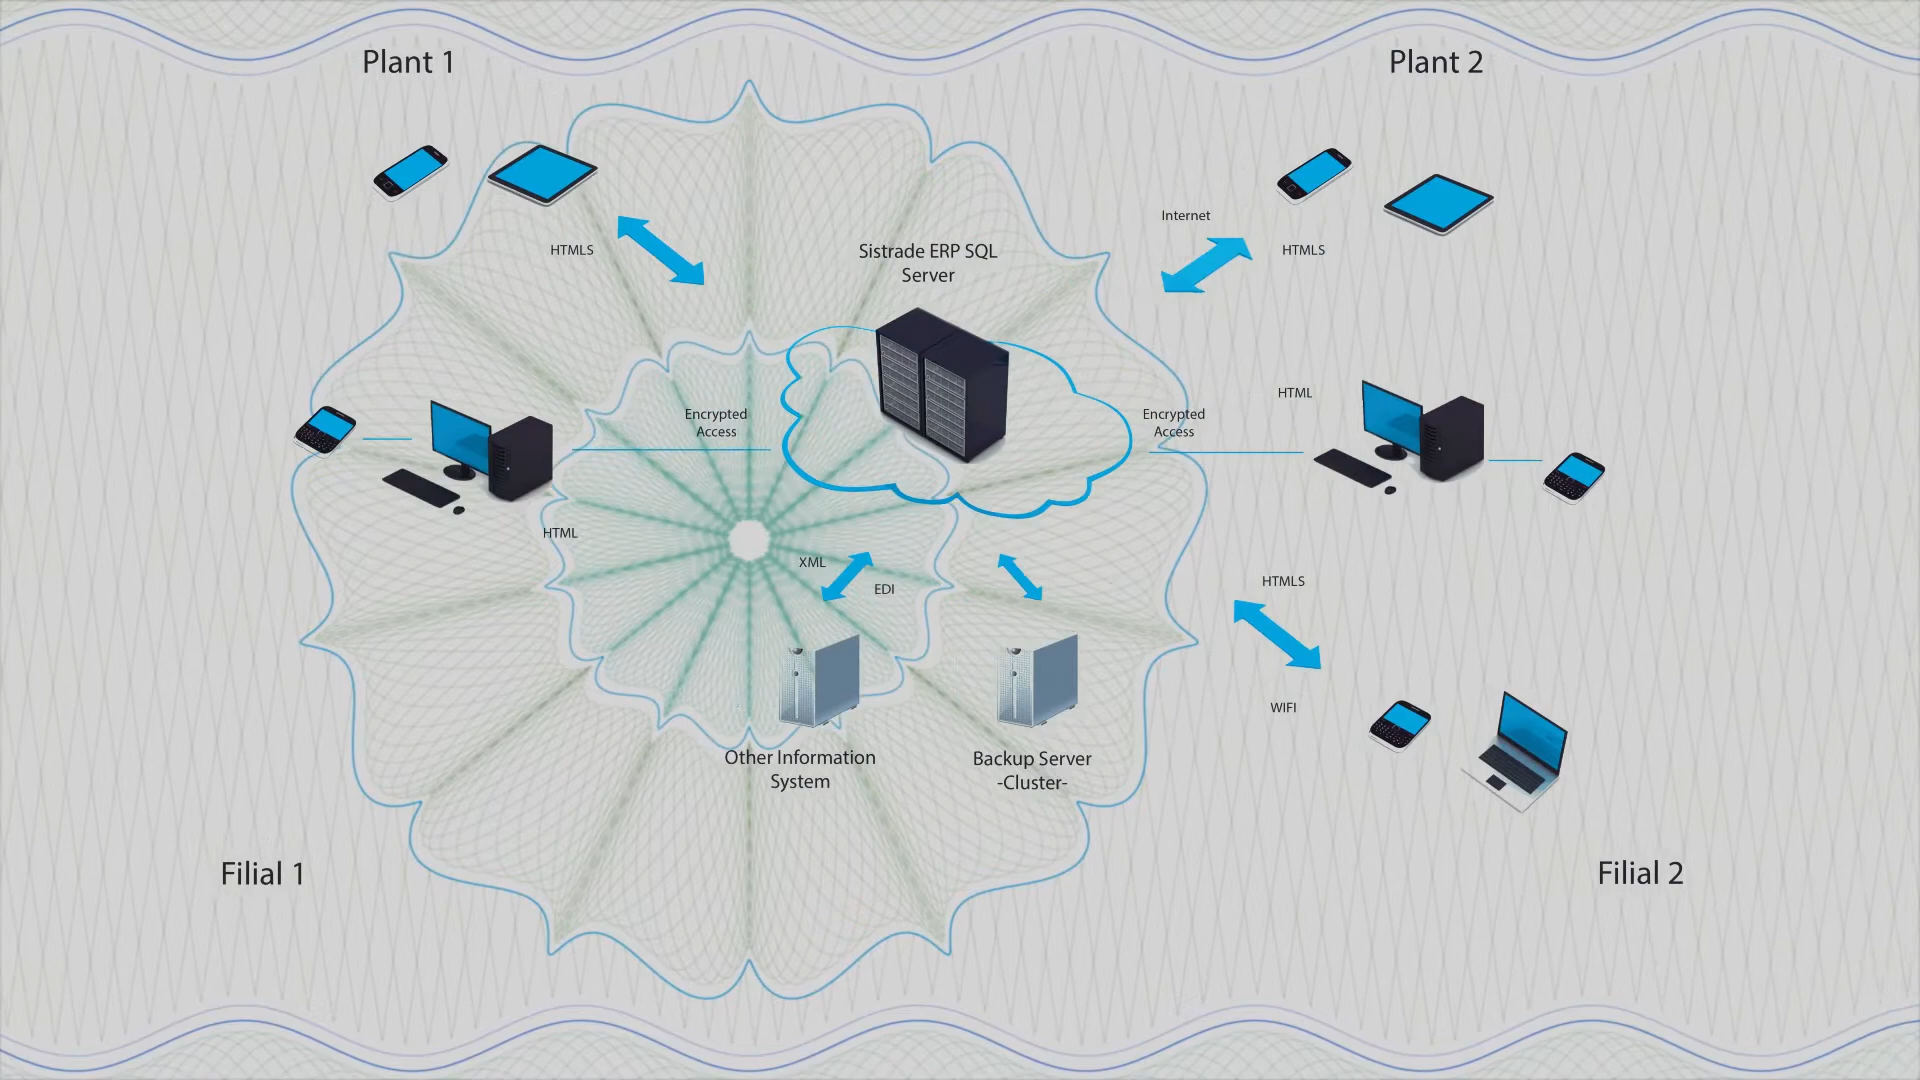 Plant 1
Plant 2
Internet
HTMLS
HTMLS
Sistrade ERP SQL
Server
HTML
Encrypted
Access
Encrypted
Access
HTML
XML
EDI
HTMLS
WIFI
Other Information
System
Backup Server
-Cluster-
Filial 1
Filial 2